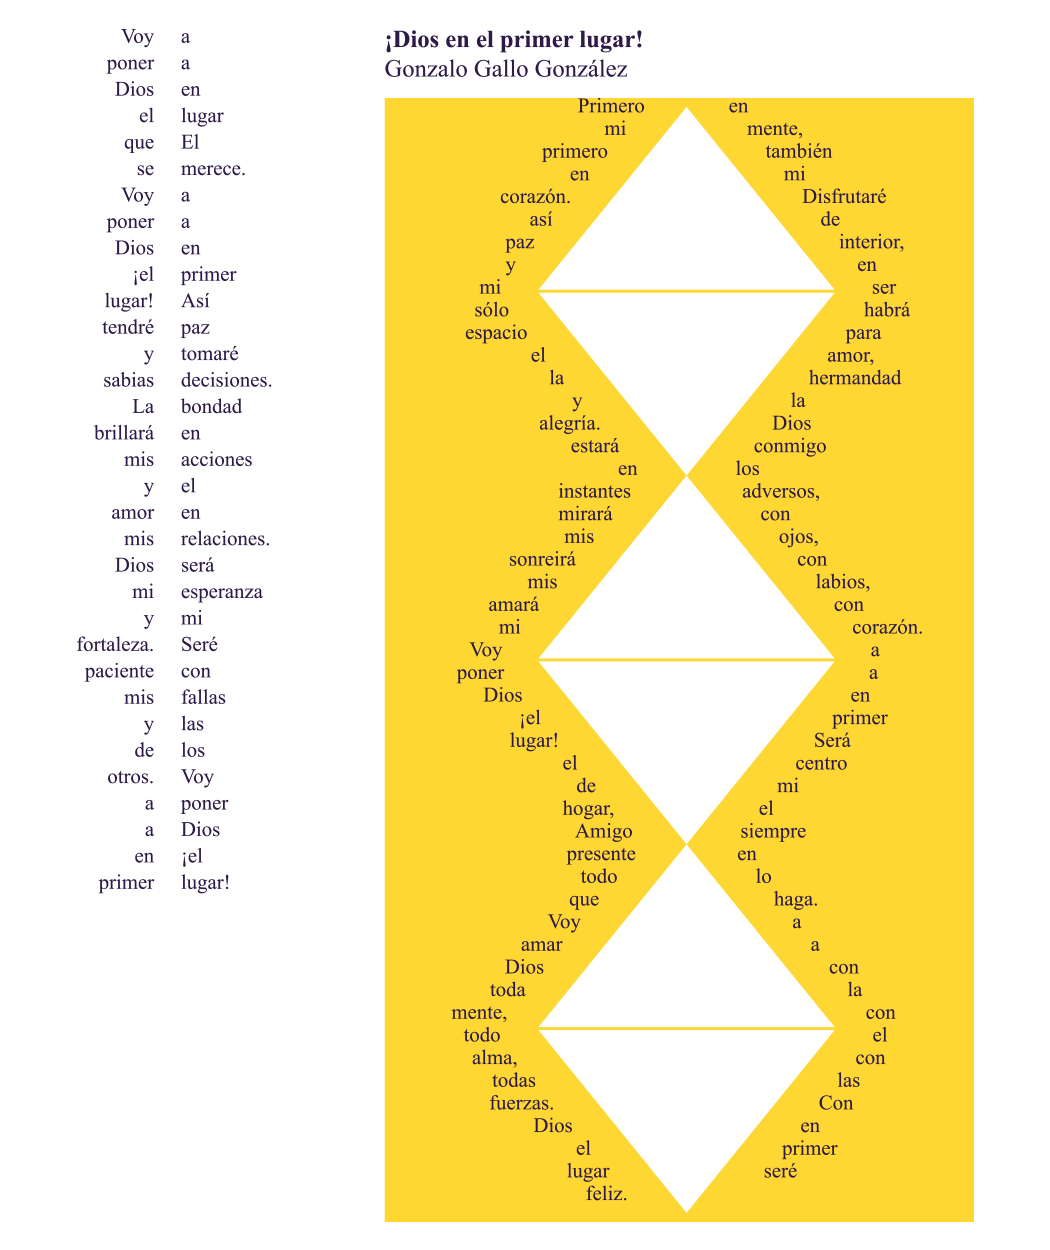 Voy a
poner a
Dios en
el lugar
que El
se merece.
Voy a
poner a
Dios en
¡el primer
lugar! Así
tendré paz
y tomaré
sabias decisiones.
La bondad
brillará en
mis acciones
y el
amor en
mis relaciones.
Dios será
mi esperanza
y mi
fortaleza. Seré
paciente con
mis fallas
y las
de los
otros. Voy
a poner
a Dios
en ¡el
primer lugar!
¡Dios en el primer lugar!
Gonzalo Gallo González
Primero en
mi mente,
primero también
en mi
corazón. Disfrutaré
así de
paz interior,
y en
mi ser
sólo habrá
espacio para
el amor,
la hermandad
y la
alegría. Dios
estará conmigo
en los
instantes adversos,
mirará con
mis ojos,
sonreirá con
mis labios,
amará con
mi corazón.
Voy a
poner a
Dios en
¡el primer
lugar! Será
el centro
de mi
hogar, el
Amigo siempre
presente en
todo lo
que haga.
Voy a
amar a
Dios con
toda la
mente, con
todo el
alma, con
todas las
fuerzas. Con
Dios en
el primer
lugar seré
feliz.